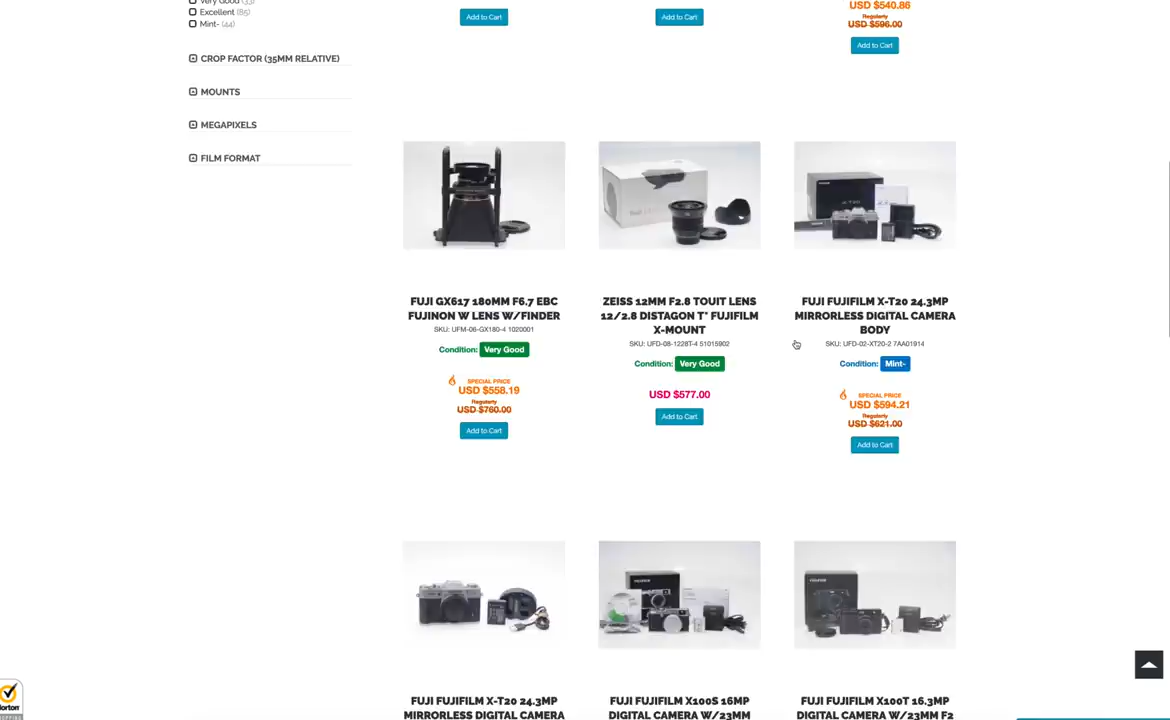 Very Good (33)
Excellent (85)
Mint- (44)
CROP FACTOR (35MM RELATIVE)
MOUNTS
MEGAPIXELS
FILM FORMAT
Add to Cart
Add to Cart
USD $540.86
Regularly
USD $596.00
Add to Cart
FUJI GX617 180MM F6.7 EBC
FUJINON W LENS W/FINDER
SKU: UFM-06-GX180-4 1020001
Condition: Very Good
SPECIAL PRICE
USD $558.19
Regularly
USD $760.00
Add to Cart
ZEISS 12MM F2.8 TOUIT LENS
12/2.8 DISTAGON T* FUJIFILM
X-MOUNT
SKU: UFD-08-1228T-4 51015902
Condition: Very Good
USD $577.00
Add to Cart
FUJI FUJIFILM X-T20 24.3MP
MIRRORLESS DIGITAL CAMERA
BODY
SKU: UFD-02-XT20-2 7AA01914
Condition: Mint-
SPECIAL PRICE
USD $594.21
Regularly
USD $621.00
Add to Cart
FUJI FUJIFILM X-T20 24.3MP
MIRRORLESS DIGITAL CAMERA
FUJI FUJIFILM X100S 16MP
DIGITAL CAMERA W/23MM
FUJI FUJIFILM X100T 16.3MP
DIGITAL CAMERA W/23MM F2